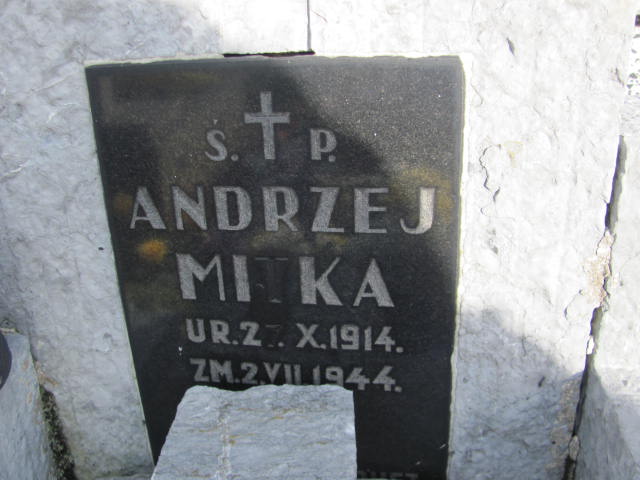 Ś. P.
ANDRZEJ
MITKA
UR.27.X.1914.
ZM.2.VII.1944.